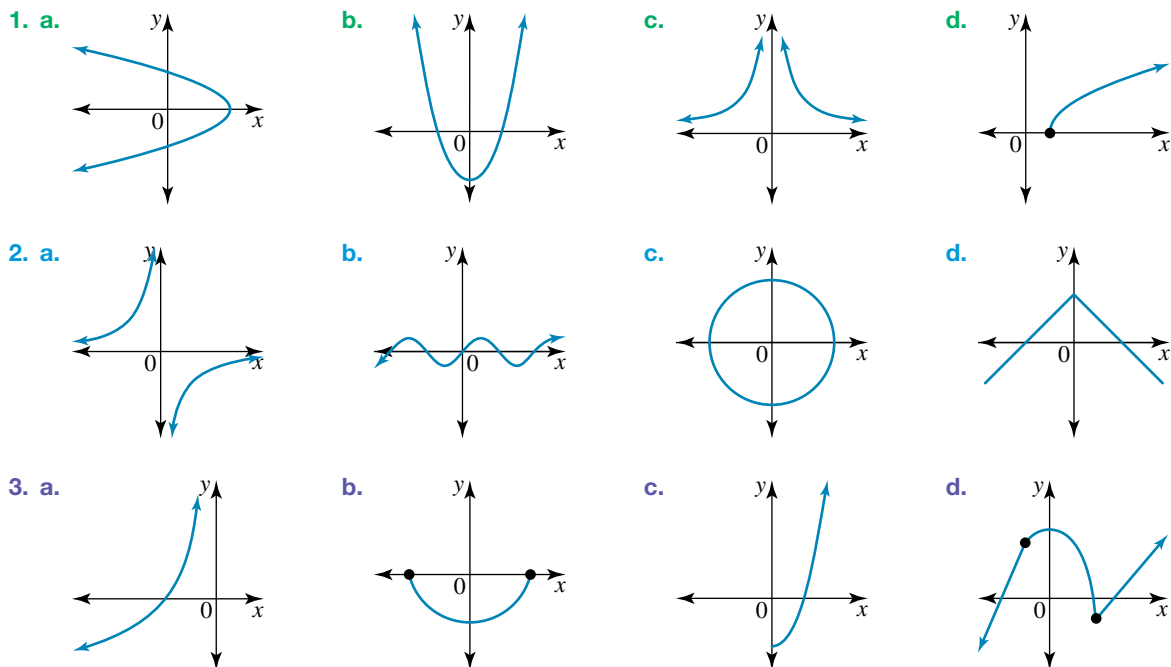 1. a. y 0 x b. y 0 x c. y 0 x d. y 0 x
2. a. y 0 x b. y 0 x c. y 0 x d. y 0 x
3. a. y 0 x b. y 0 x c. y 0 x d. y 0 x